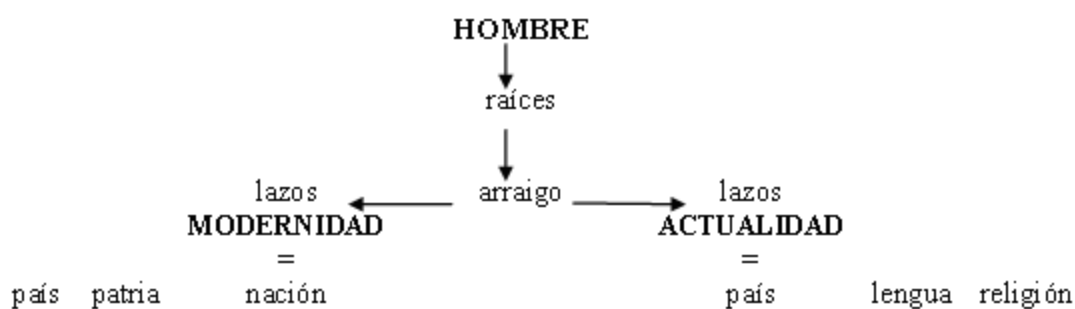 HOMBRE
raíces
lazos arraigo lazos
MODERNIDAD ACTUALIDAD
= =
país patria nación país lengua religión